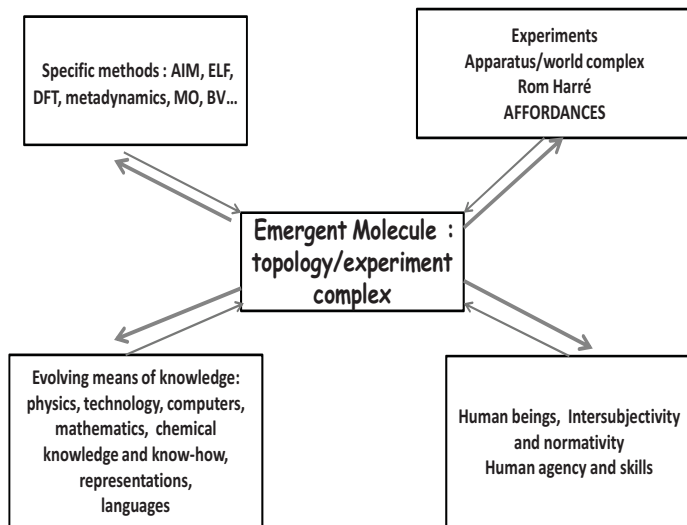 Specific methods : AIM, ELF,
DFT, metadynamics, MO, BV...
Experiments
Apparatus/world complex
Rom Harré
AFFORDANCES
Emergent Molecule :
topology/experiment
complex
Evolving means of knowledge:
physics, technology, computers,
mathematics, chemical
knowledge and know-how,
representations,
languages
Human beings, Intersubjectivity
and normativity
Human agency and skills